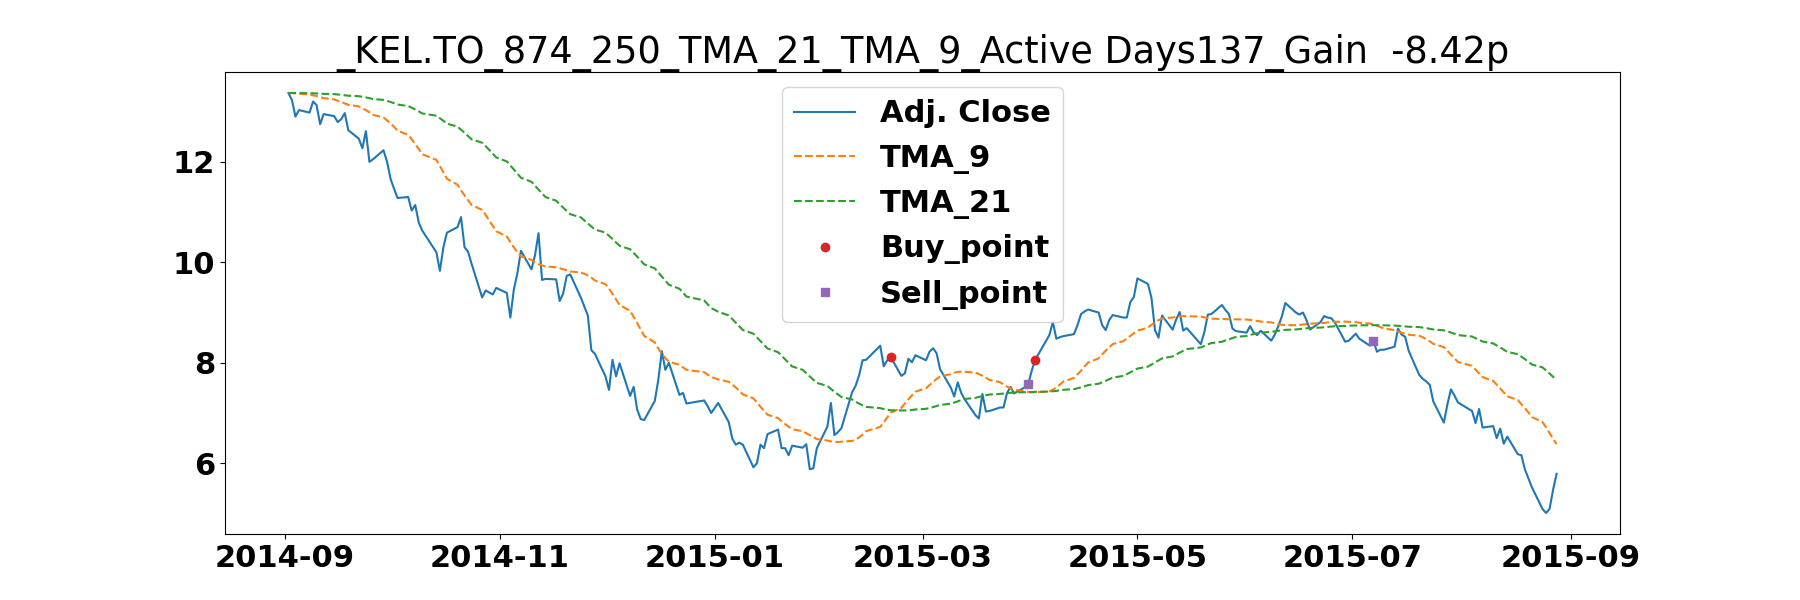 _KEL.TO_874_250_TMA_21_TMA_9_Active Days137_Gain  -8.42p
Adj. Close
TMA_9
TMA_21
Buy_point
Sell_point
12
10
8
6
2014-09 2014-11 2015-01 2015-03 2015-05 2015-07 2015-09